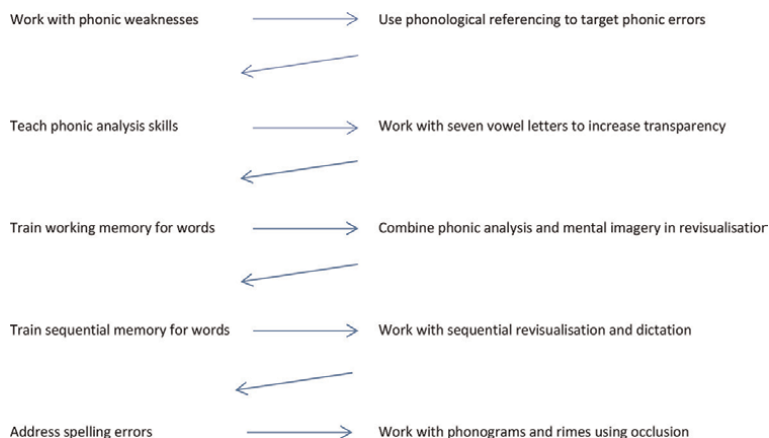 Work with phonic weaknesses
Use phonological referencing to target phonic errors
Teach phonic analysis skills
Work with seven vowel letters to increase transparency
Train working memory for words
Combine phonic analysis and mental imagery in revisualisation
Train sequential memory for words
Work with sequential revisualisation and dictation
Address spelling errors
Work with phonograms and rimes using occlusion